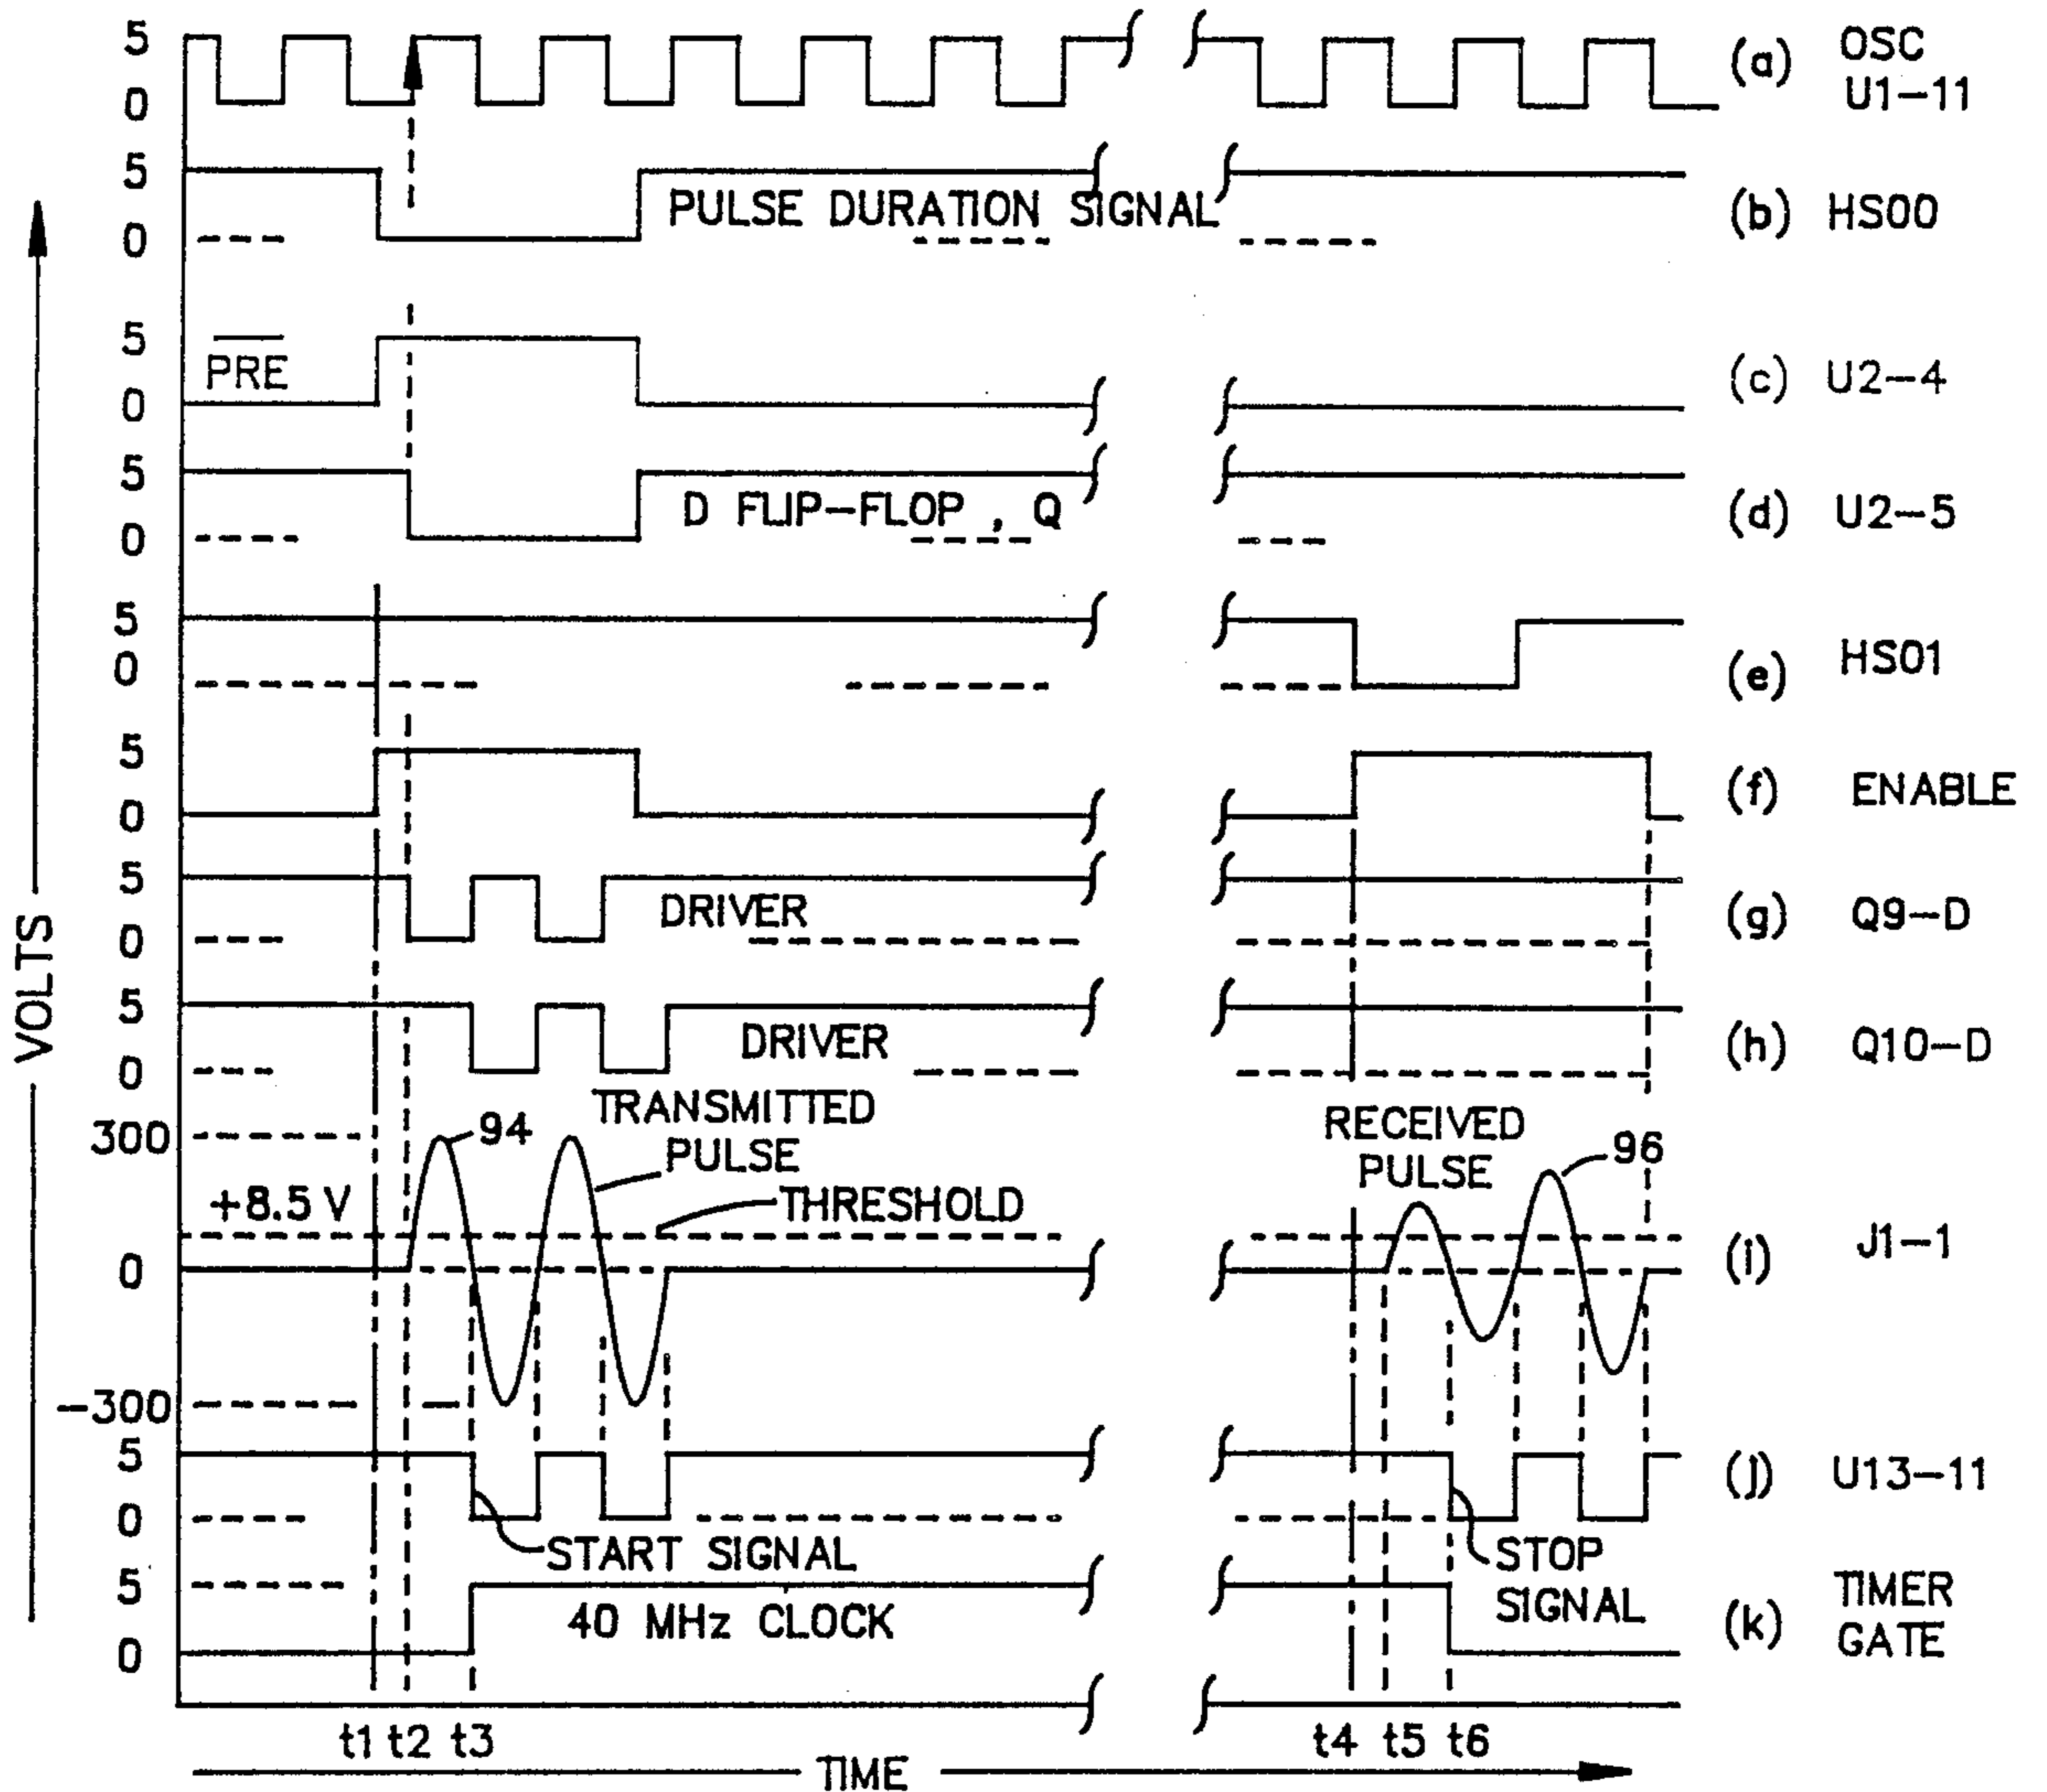 5
0
(a) OSC
U1-11
5
0
PULSE DURATION SIGNAL
(b) HSO0
5
PRE
0
(c) U2-4
5
0
D FLIP-FLOP , Q
(d) U2-5
5
0
(e) HSO1
5
0
(f) ENABLE
5
0
DRIVER
(g) Q9-D
5
0
DRIVER
(h) Q10-D
VOLTS
300
94
TRANSMITTED
PULSE
+8.5 V
THRESHOLD
0
-300
RECEIVED
PULSE
96
(i) J1-1
5
0
START SIGNAL
STOP
SIGNAL
(j) U13-11
5
0
40 MHz CLOCK
(k) TIMER
GATE
t1 t2 t3
t4 t5 t6
TIME